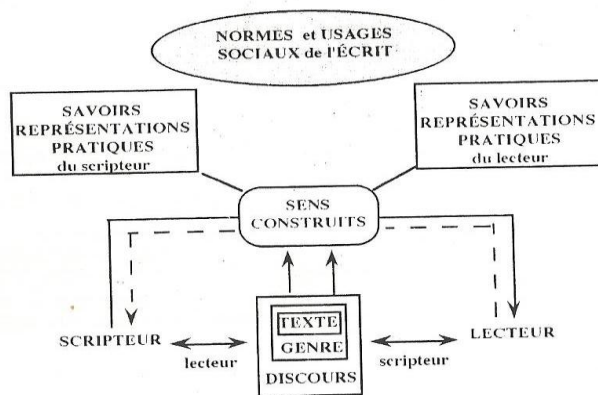 NORMES et USAGES
SOCIAUX de l'ÉCRIT
SAVOIRS
REPRÉSENTATIONS
PRATIQUES
du scripteur
SAVOIRS
REPRÉSENTATIONS
PRATIQUES
du lecteur
SENS
CONSTRUITS
SCRIPTEUR
lecteur
TEXTE
GENRE
DISCOURS
scripteur
LECTEUR